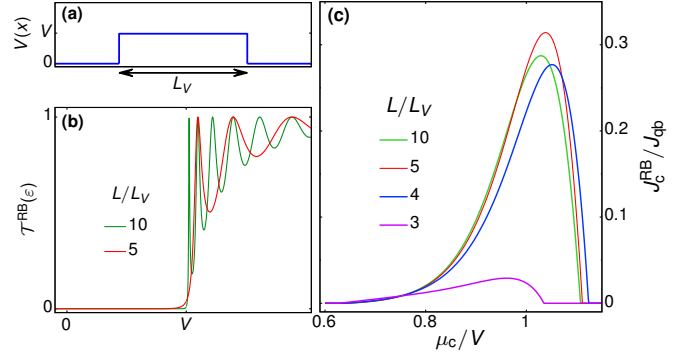 (a)
V(x)
V
0
L_V
(b)
1
𝒯^RB(ε)
L/L_V
10
5
0
0
V
(c)
0.3
0.2
0.1
0
J_c^RB / J_qb
L/L_V
10
5
4
3
0.6
0.8
1
μ_c/V